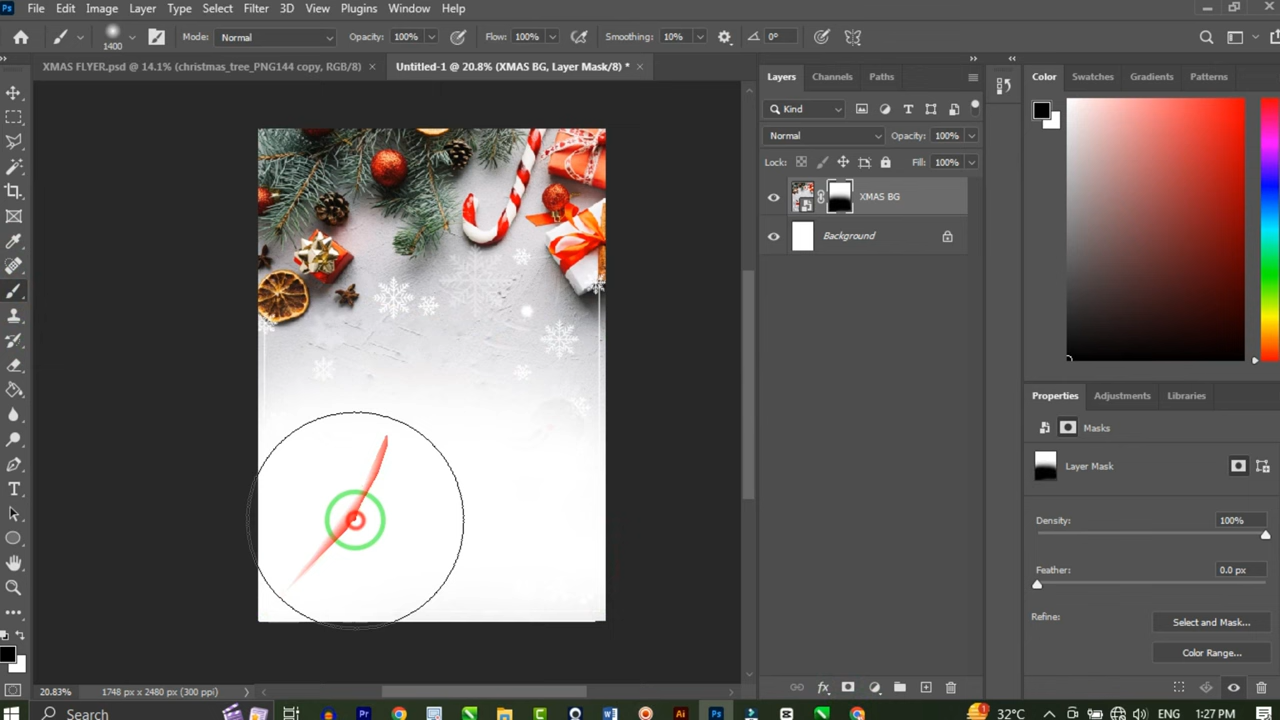 Ps File Edit Image Layer Type Select Filter 3D View Plugins Window Help
1400 Mode: Normal Opacity: 100% Flow: 100% Smoothing: 10% 0°
XMAS FLYER.psd @ 14.1% (christmas_tree_PNG144 copy, RGB/8) × Untitled-1 @ 20.8% (XMAS BG, Layer Mask/8) * ×
Layers Channels Paths
Kind
Normal Opacity: 100%
Lock: Fill: 100%
XMAS BG
Background
Color Swatches Gradients Patterns
Properties Adjustments Libraries
Masks
Layer Mask
Density: 100%
Feather: 0.0 px
Refine: Select and Mask...
Color Range...
20.83% 1748 px x 2480 px (300 ppi)
Search Pr W Ai Ps 1 32°C ENG 1:27 PM